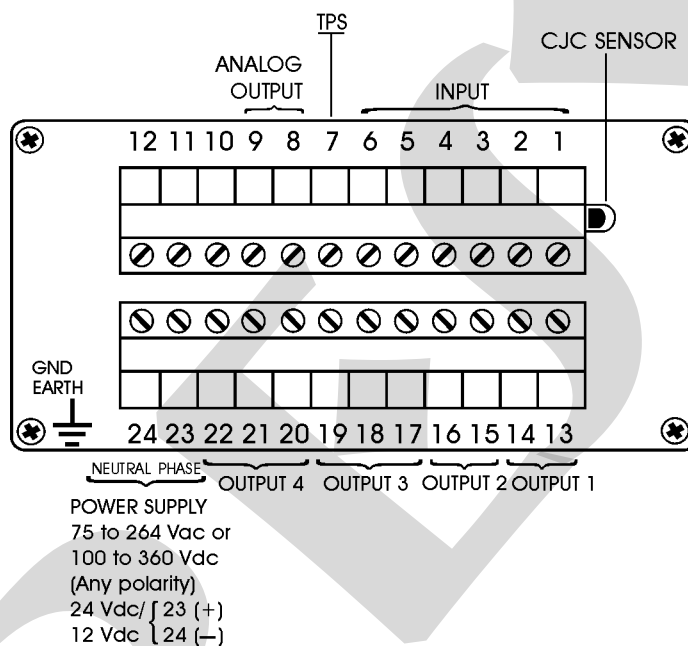 TPS
CJC SENSOR
ANALOG
OUTPUT
INPUT
12 11 10 9 8 7 6 5 4 3 2 1
GND
EARTH
24 23 22 21 20 19 18 17 16 15 14 13
NEUTRAL PHASE
OUTPUT 4 OUTPUT 3 OUTPUT 2 OUTPUT 1
POWER SUPPLY
75 to 264 Vac or
100 to 360 Vdc
(Any polarity)
24 Vdc/ { 23 (+)
12 Vdc { 24 (–)